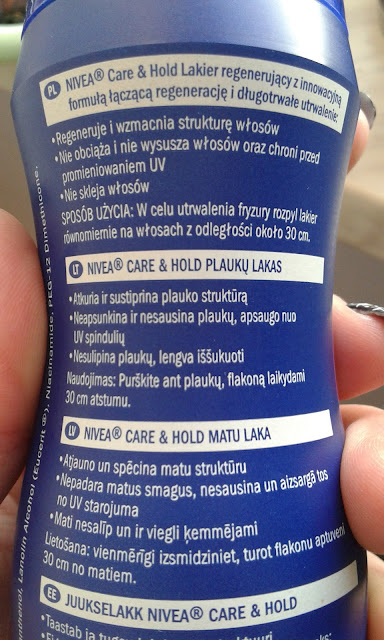 PL NIVEA® Care & Hold Lakier regenerujący z innowacyjną
formułą łączącą regenerację i długotrwałe utrwalenie:
•Regeneruje i wzmacnia strukturę włosów
•Nie obciąża i nie wysusza włosów oraz chroni przed
promieniowaniem UV
•Nie skleja włosów
SPOSÓB UŻYCIA: W celu utrwalenia fryzury rozpyl lakier
równomiernie na włosach z odległości około 30 cm.
LT NIVEA® CARE & HOLD PLAUKŲ LAKAS
•Atkuria ir sustiprina plauko struktūrą
•Neapsunkina ir nesausina plaukų, apsaugo nuo
UV spindulių
•Nesulipina plaukų, lengva iššukuoti
Naudojimas: Purškite ant plaukų, flakoną laikydami
30 cm atstumu.
LV NIVEA® CARE & HOLD MATU LAKA
•Atjauno un spēcina matu struktūru
•Nepadara matus smagus, nesausina un aizsargā tos
no UV starojuma
•Mati nesalīp un ir viegli ķemmējami
Lietošana: vienmērīgi izsmidziniet, turot flakonu aptuveni
30 cm no matiem.
EE JUUKSELAKK NIVEA® CARE & HOLD
•Taastab ja
Lanolin Alcohol (Eucerit®), Niacinamide, PEG-12 Dimethicone,